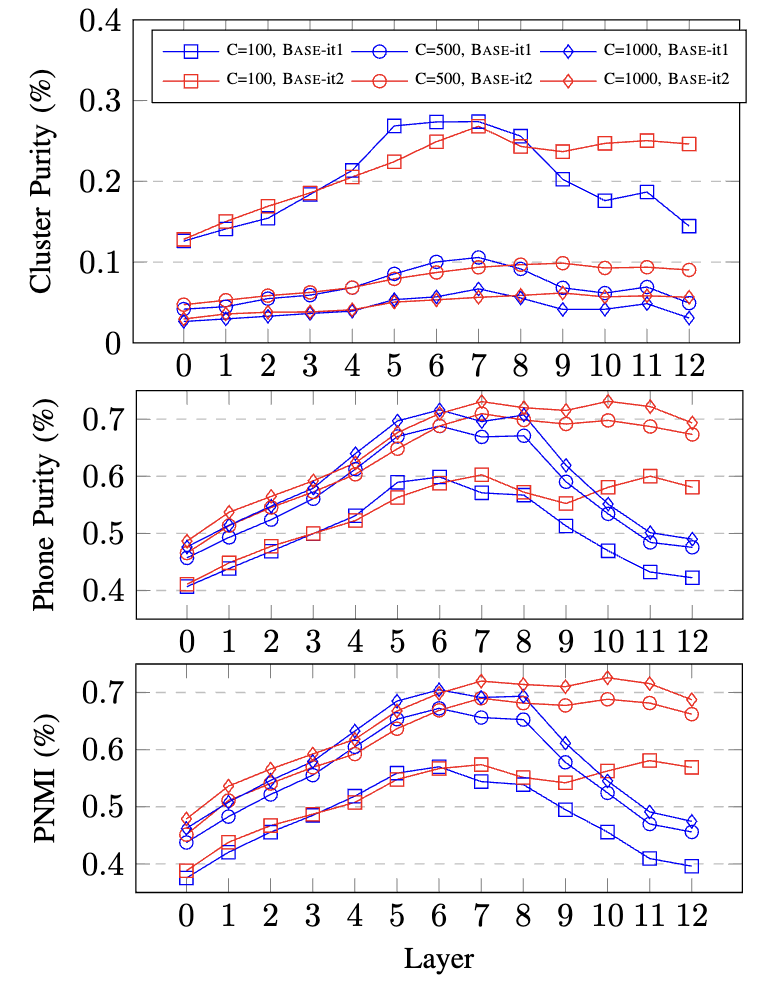 C=100, BASE-it1 C=500, BASE-it1 C=1000, BASE-it1
C=100, BASE-it2 C=500, BASE-it2 C=1000, BASE-it2
Cluster Purity (%)
0.4
0.3
0.2
0.1
0
0 1 2 3 4 5 6 7 8 9 10 11 12
Phone Purity (%)
0.7
0.6
0.5
0.4
0 1 2 3 4 5 6 7 8 9 10 11 12
PNMI (%)
0.7
0.6
0.5
0.4
0 1 2 3 4 5 6 7 8 9 10 11 12
Layer